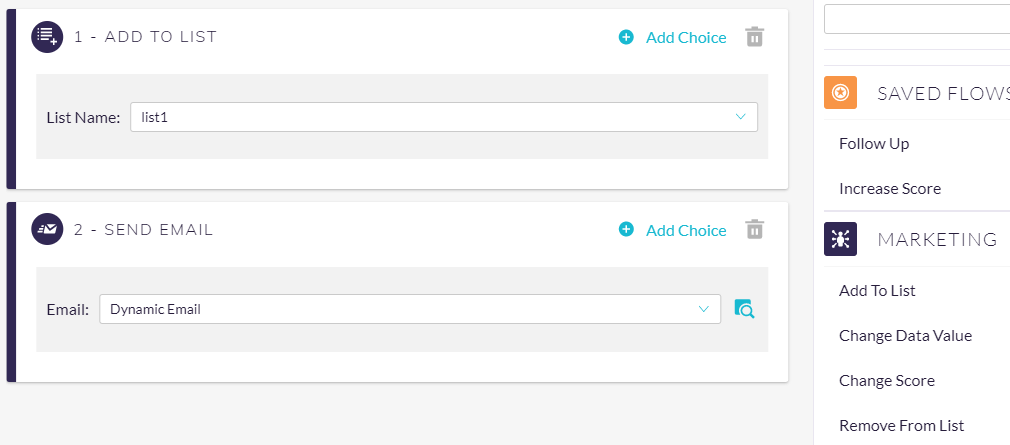 1 - ADD TO LIST
Add Choice
List Name:
list1
2 - SEND EMAIL
Add Choice
Email:
Dynamic Email
SAVED FLOWS
Follow Up
Increase Score
MARKETING
Add To List
Change Data Value
Change Score
Remove From List